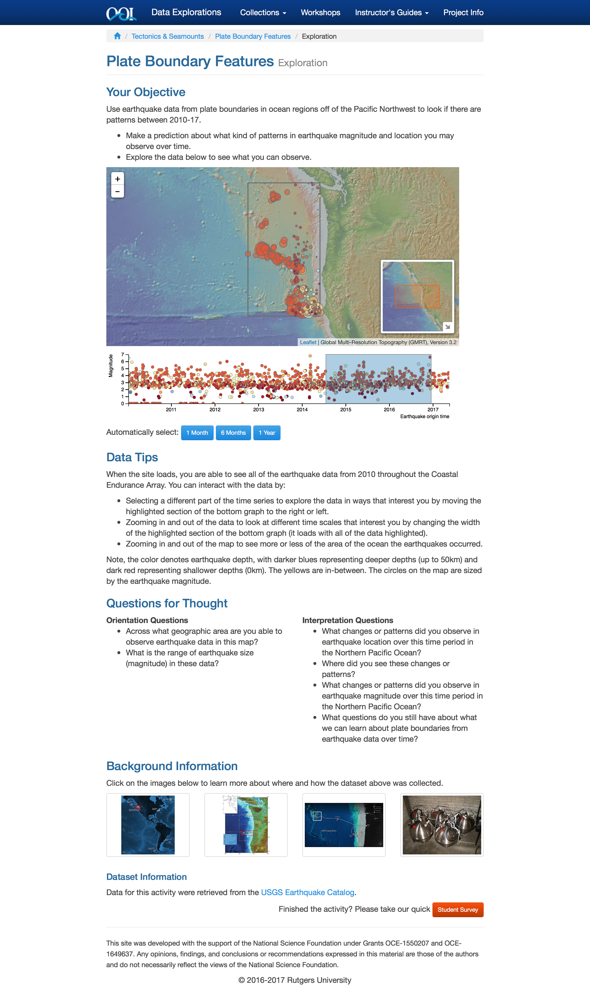 OOI Data Explorations Collections Workshops Instructor's Guides Project Info
/ Tectonics & Seamounts / Plate Boundary Features / Exploration
Plate Boundary Features Exploration
Your Objective
Use earthquake data from plate boundaries in ocean regions off of the Pacific Northwest to look if there are
patterns between 2010-17.
• Make a prediction about what kind of patterns in earthquake magnitude and location you may
observe over time.
• Explore the data below to see what you can observe.
+
−
Leaflet | Global Multi-Resolution Topography (GMRT), Version 3.2
Magnitude
7
6
5
4
3
2
1
0
2011 2012 2013 2014 2015 2016 2017
Earthquake origin time
Automatically select: 1 Month 6 Months 1 Year
Data Tips
When the site loads, you are able to see all of the earthquake data from 2010 throughout the Coastal
Endurance Array. You can interact with the data by:
• Selecting a different part of the time series to explore the data in ways that interest you by moving the
highlighted section of the bottom graph to the right or left.
• Zooming in and out of the data to look at different time scales that interest you by changing the width
of the highlighted section of the bottom graph (it loads with all of the data highlighted).
• Zooming in and out of the map to see more or less of the area of the ocean the earthquakes occurred.
Note, the color denotes earthquake depth, with darker blues representing deeper depths (up to 50km) and
dark red representing shallower depths (0km). The yellows are in-between. The circles on the map are sized
by the earthquake magnitude.
Questions for Thought
Orientation Questions
• Across what geographic area are you able to
observe earthquake data in this map?
• What is the range of earthquake size
(magnitude) in these data?
Interpretation Questions
• What changes or patterns did you observe in
earthquake location over this time period in
the Northern Pacific Ocean?
• Where did you see these changes or
patterns?
• What changes or patterns did you observe in
earthquake magnitude over this time period in
the Northern Pacific Ocean?
• What questions do you still have about what
we can learn about plate boundaries from
earthquake data over time?
Background Information
Click on the images below to learn more about where and how the dataset above was collected.
OOI CABLED ARRAY
Dataset Information
Data for this activity were retrieved from the USGS Earthquake Catalog.
Finished the activity? Please take our quick Student Survey
This site was developed with the support of the National Science Foundation under Grants OCE-1550207 and OCE-
1649637. Any opinions, findings, and conclusions or recommendations expressed in this material are those of the authors
and do not necessarily reflect the views of the National Science Foundation.
© 2016-2017 Rutgers University